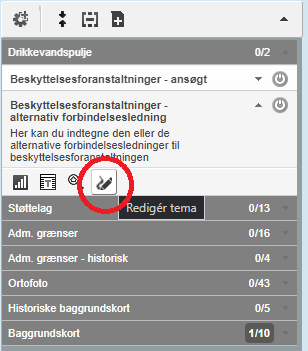 Drikkevandspulje 0/2
Beskyttelsesforanstaltninger - ansøgt
Beskyttelsesforanstaltninger -
alternativ forbindelsesledning
Her kan du indtegne den eller de
alternative forbindelsesledninger til
beskyttelsesforanstaltningen
Støttelag 0/13
Redigér tema
Adm. grænser 0/16
Adm. grænser - historisk 0/4
Ortofoto 0/43
Historiske baggrundskort 0/5
Baggrundskort 1/10